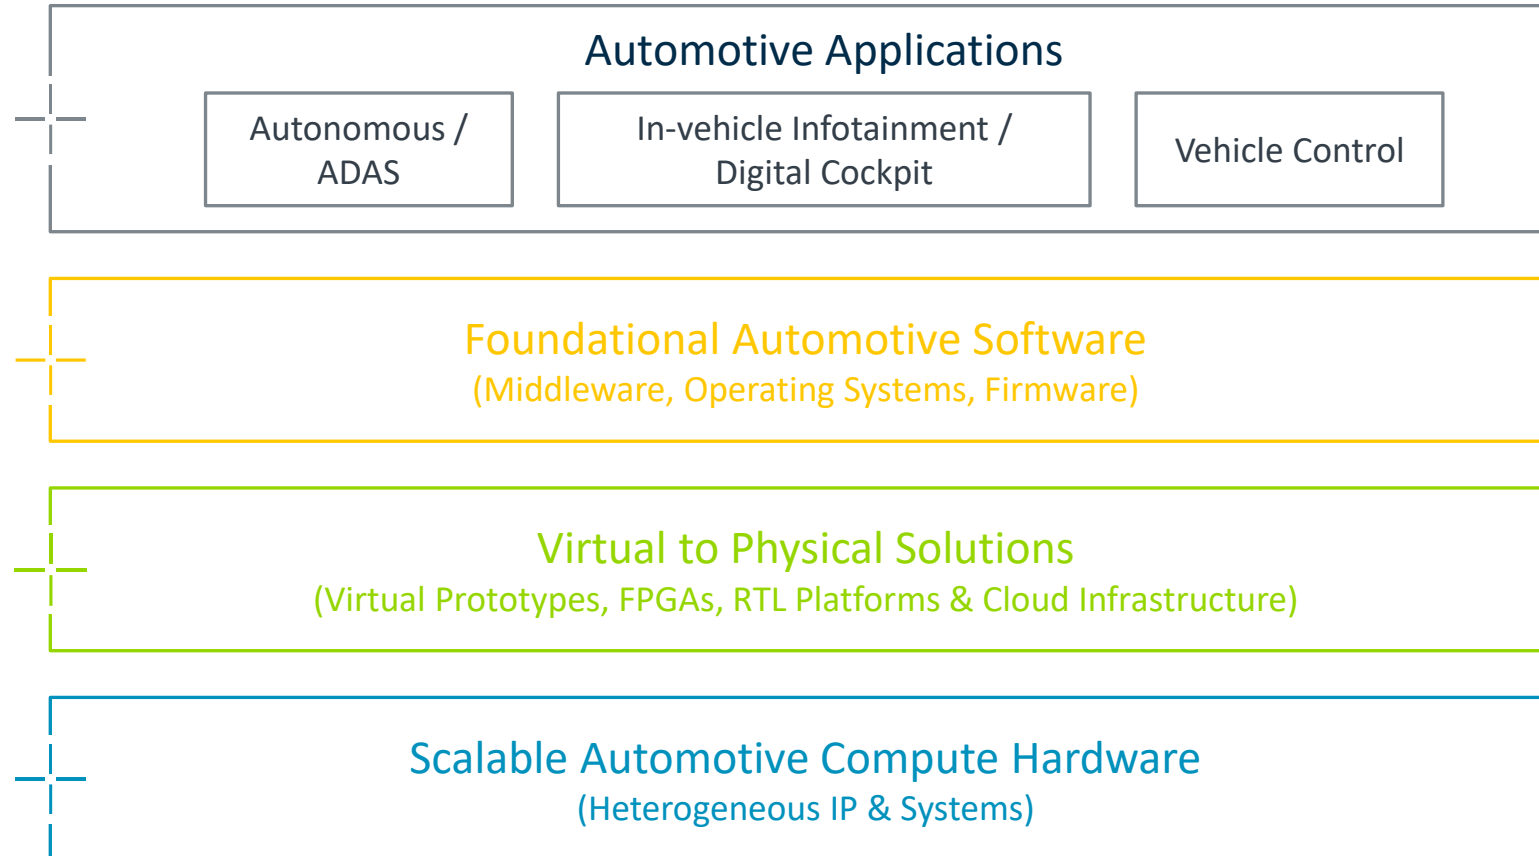 Automotive Applications
Autonomous /
ADAS
In-vehicle Infotainment /
Digital Cockpit
Vehicle Control
Foundational Automotive Software
(Middleware, Operating Systems, Firmware)
Virtual to Physical Solutions
(Virtual Prototypes, FPGAs, RTL Platforms & Cloud Infrastructure)
Scalable Automotive Compute Hardware
(Heterogeneous IP & Systems)